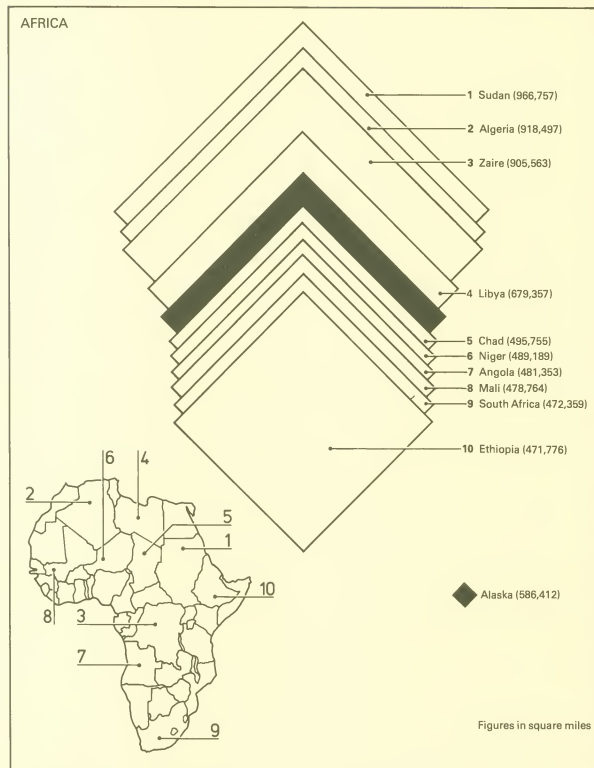 AFRICA
1 Sudan (966,757)
2 Algeria (918,497)
3 Zaire (905,563)
4 Libya (679,357)
5 Chad (495,755)
6 Niger (489,189)
7 Angola (481,353)
8 Mali (478,764)
9 South Africa (472,359)
10 Ethiopia (471,776)
6 4
2
5
1
10
8 3
7
9
Alaska (586,412)
Figures in square miles